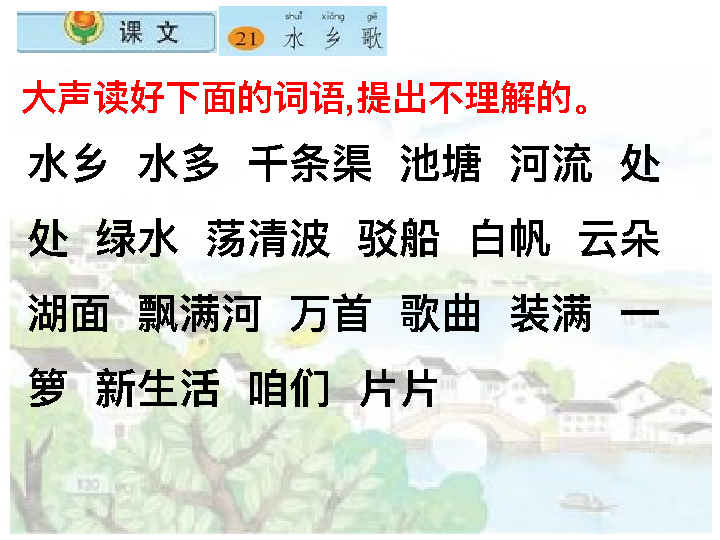 课文
shuǐ xiāng gē
21 水乡歌
大声读好下面的词语,提出不理解的。
水乡 水多 千条渠 池塘 河流 处
处 绿水 荡清波 驳船 白帆 云朵
湖面 飘满河 万首 歌曲 装满 一
箩 新生活 咱们 片片
130